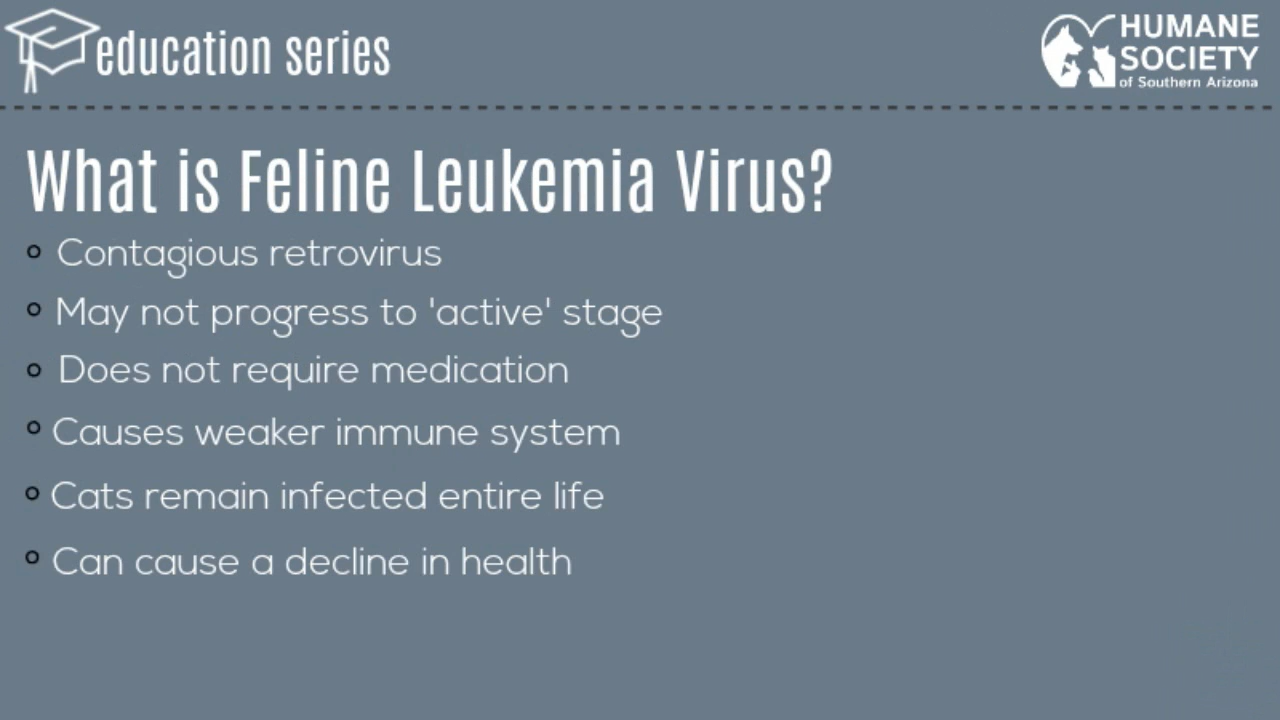 education series
HUMANE
SOCIETY
of Southern Arizona
What is Feline Leukemia Virus?
Contagious retrovirus
May not progress to 'active' stage
Does not require medication
Causes weaker immune system
Cats remain infected entire life
Can cause a decline in health